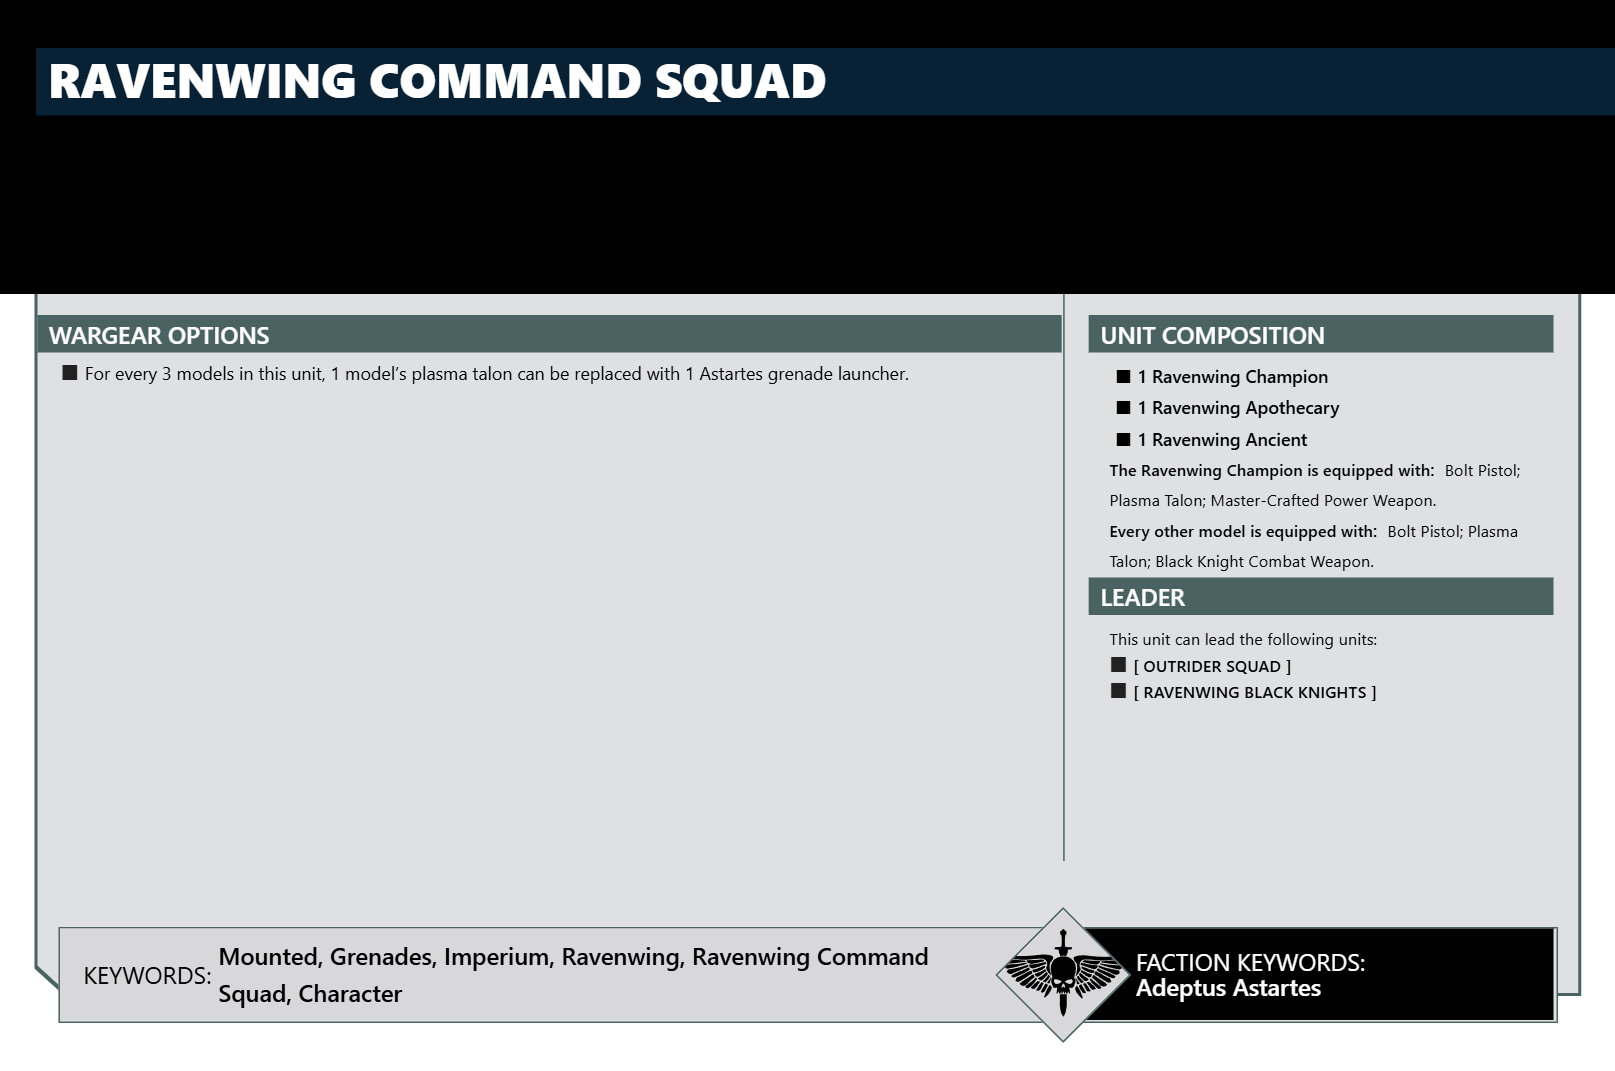 RAVENWING COMMAND SQUAD
WARGEAR OPTIONS
■ For every 3 models in this unit, 1 model’s plasma talon can be replaced with 1 Astartes grenade launcher.
UNIT COMPOSITION
■ 1 Ravenwing Champion
■ 1 Ravenwing Apothecary
■ 1 Ravenwing Ancient
The Ravenwing Champion is equipped with: Bolt Pistol;
Plasma Talon; Master-Crafted Power Weapon.
Every other model is equipped with: Bolt Pistol; Plasma
Talon; Black Knight Combat Weapon.
LEADER
This unit can lead the following units:
■ [ OUTRIDER SQUAD ]
■ [ RAVENWING BLACK KNIGHTS ]
KEYWORDS: Mounted, Grenades, Imperium, Ravenwing, Ravenwing Command
Squad, Character
FACTION KEYWORDS:
Adeptus Astartes